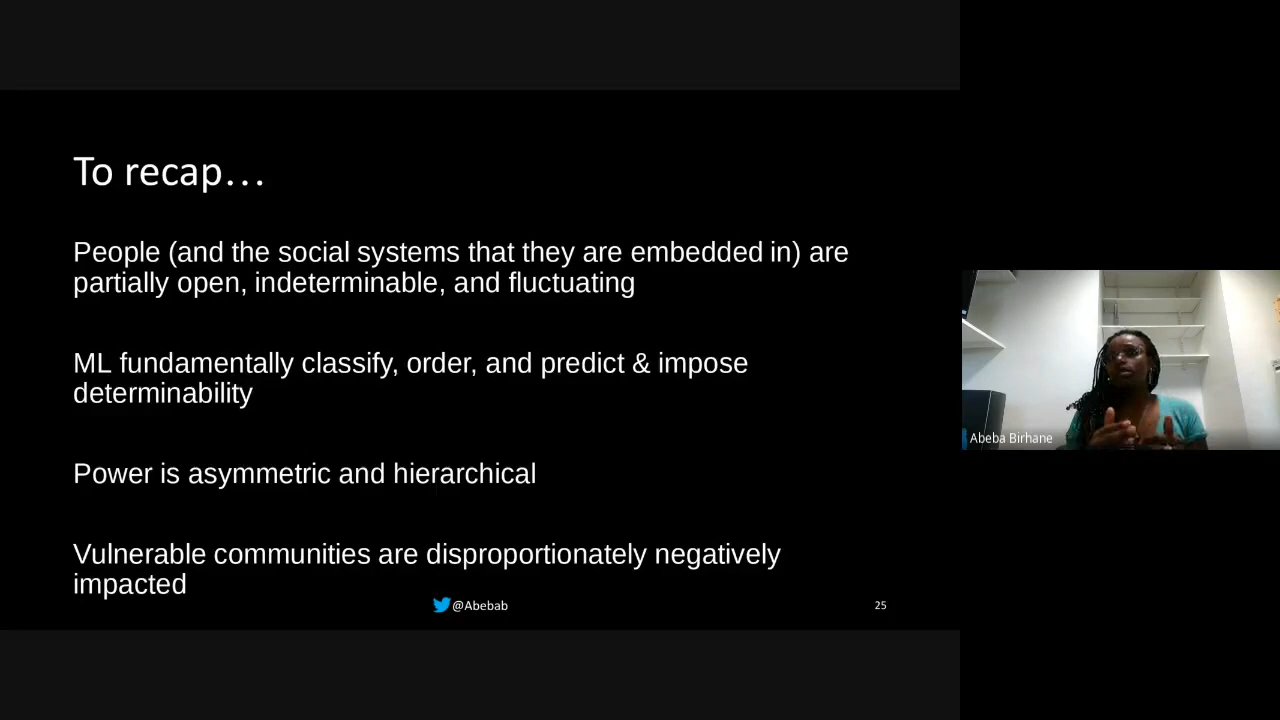 To recap…
People (and the social systems that they are embedded in) are
partially open, indeterminable, and fluctuating
ML fundamentally classify, order, and predict & impose
determinability
Power is asymmetric and hierarchical
Vulnerable communities are disproportionately negatively
impacted
@Abebab
25
Abeba Birhane